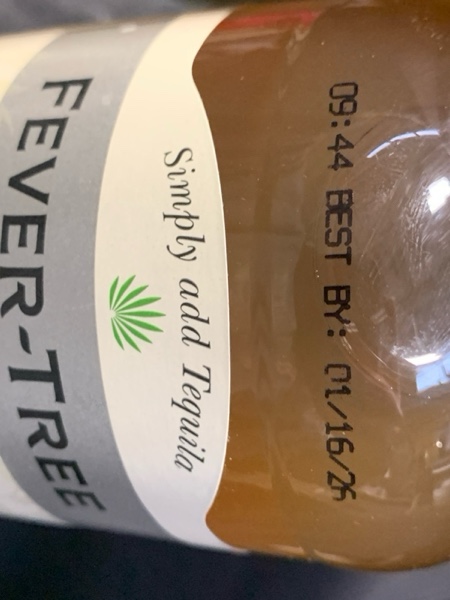 09:44 BEST BY: 01/16/26
Simply add Tequila
FEVER-TREE